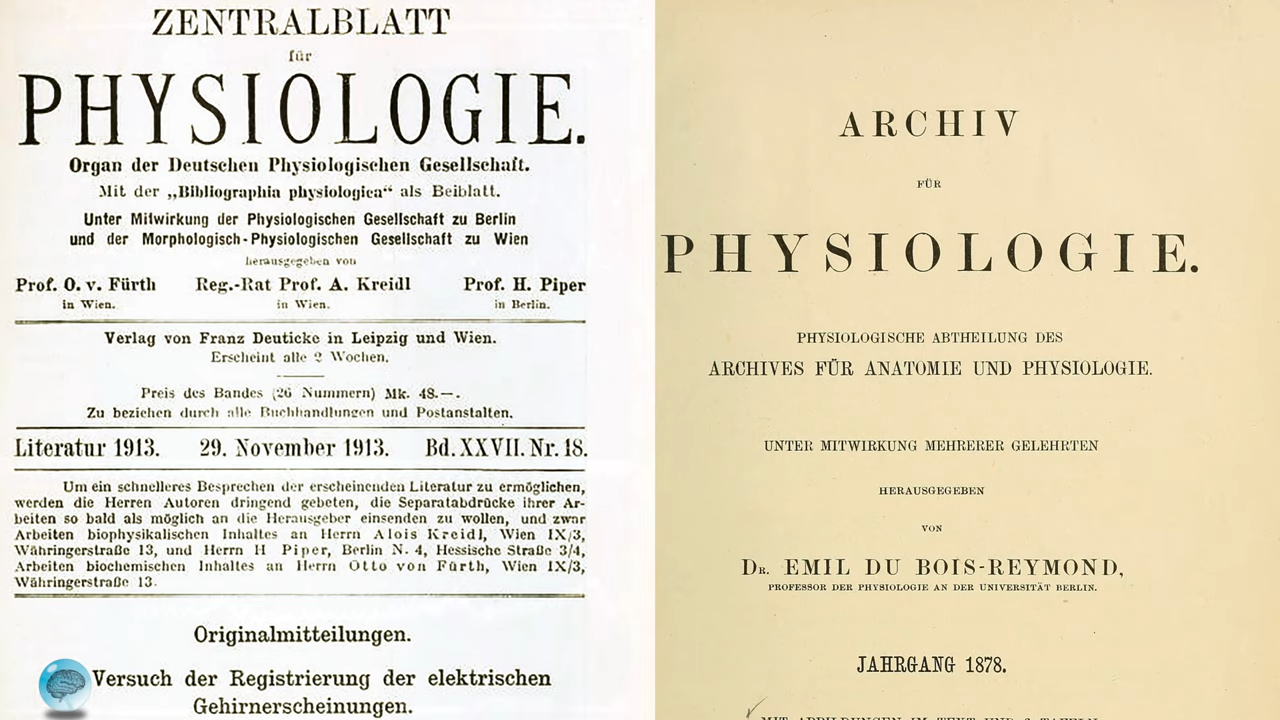 ZENTRALBLATT
für
PHYSIOLOGIE.
Organ der Deutschen Physiologischen Gesellschaft.
Mit der „Bibliographia physiologica“ als Beiblatt.
Unter Mitwirkung der Physiologischen Gesellschaft zu Berlin
und der Morphologisch-Physiologischen Gesellschaft zu Wien
herausgegeben von
Prof. O. v. Fürth Reg.-Rat Prof. A. Kreidl Prof. H. Piper
in Wien. in Wien. in Berlin.
Verlag von Franz Deuticke in Leipzig und Wien.
Erscheint alle 2 Wochen.
Preis des Bandes (26 Nummern) Mk. 48.—.
Zu beziehen durch alle Buchhandlungen und Postanstalten.
Literatur 1913. 29. November 1913. Bd. XXVII. Nr. 18.
Um ein schnelleres Besprechen der erscheinenden Literatur zu ermöglichen,
werden die Herren Autoren dringend gebeten, die Separatabdrücke ihrer Ar-
beiten so bald als möglich an die Herausgeber einsenden zu wollen, und zwar
Arbeiten biophysikalischen Inhaltes an Herrn Alois Kreidl, Wien IX/3,
Währingerstraße 13, und Herrn H Piper, Berlin N. 4, Hessische Straße 3/4,
Arbeiten biochemischen Inhaltes an Herrn Otto von Fürth, Wien IX/3,
Währingerstraße 13.
Originalmitteilungen.
Versuch der Registrierung der elektrischen
Gehirnerscheinungen.
ARCHIV
FÜR
PHYSIOLOGIE.
PHYSIOLOGISCHE ABTHEILUNG DES
ARCHIVES FÜR ANATOMIE UND PHYSIOLOGIE.
UNTER MITWIRKUNG MEHRERER GELEHRTEN
HERAUSGEGEBEN
VON
DR. EMIL DU BOIS-REYMOND,
PROFESSOR DER PHYSIOLOGIE AN DER UNIVERSITÄT BERLIN.
JAHRGANG 1878.
MIT ABBILDUNGEN IM TEXT UND